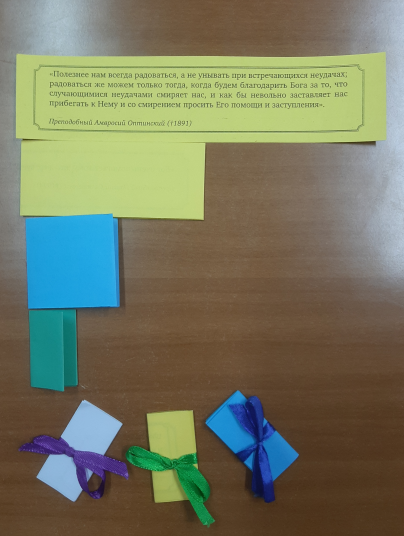 «Полезнее нам всегда радоваться, а не унывать при встречающихся неудачах;
радоваться же можем только тогда, когда будем благодарить Бога за то, что
случающимися неудачами смиряет нас, и как бы невольно заставляет нас
прибегать к Нему и со смирением просить Его помощи и заступления».
Преподобный Амвросий Оптинский (†1891)